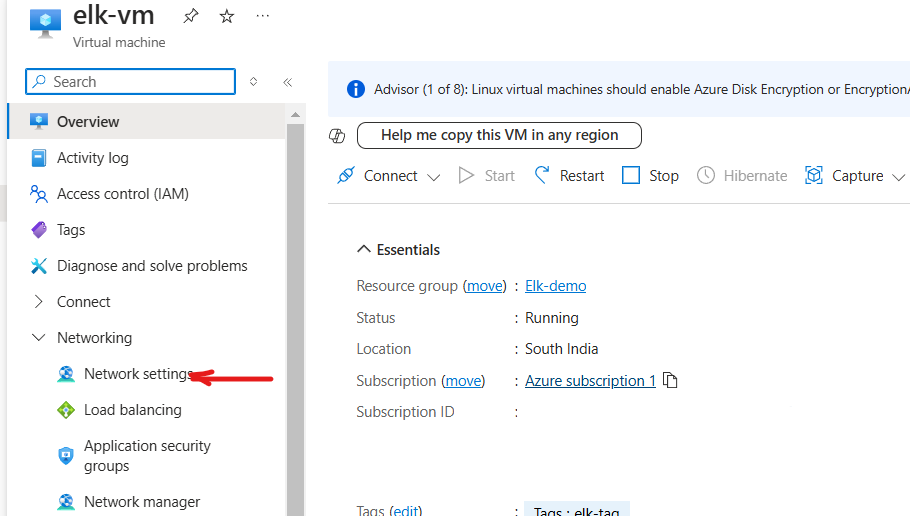 elk-vm
Virtual machine
Search
Overview
Activity log
Access control (IAM)
Tags
Diagnose and solve problems
Connect
Networking
Network settings
Load balancing
Application security
groups
Network manager
Advisor (1 of 8): Linux virtual machines should enable Azure Disk Encryption or EncryptionA
Help me copy this VM in any region
Connect Start Restart Stop Hibernate Capture
Essentials
Resource group (move) : Elk-demo
Status : Running
Location : South India
Subscription (move) : Azure subscription 1
Subscription ID :
Tags (edit) : Tags : elk-tag